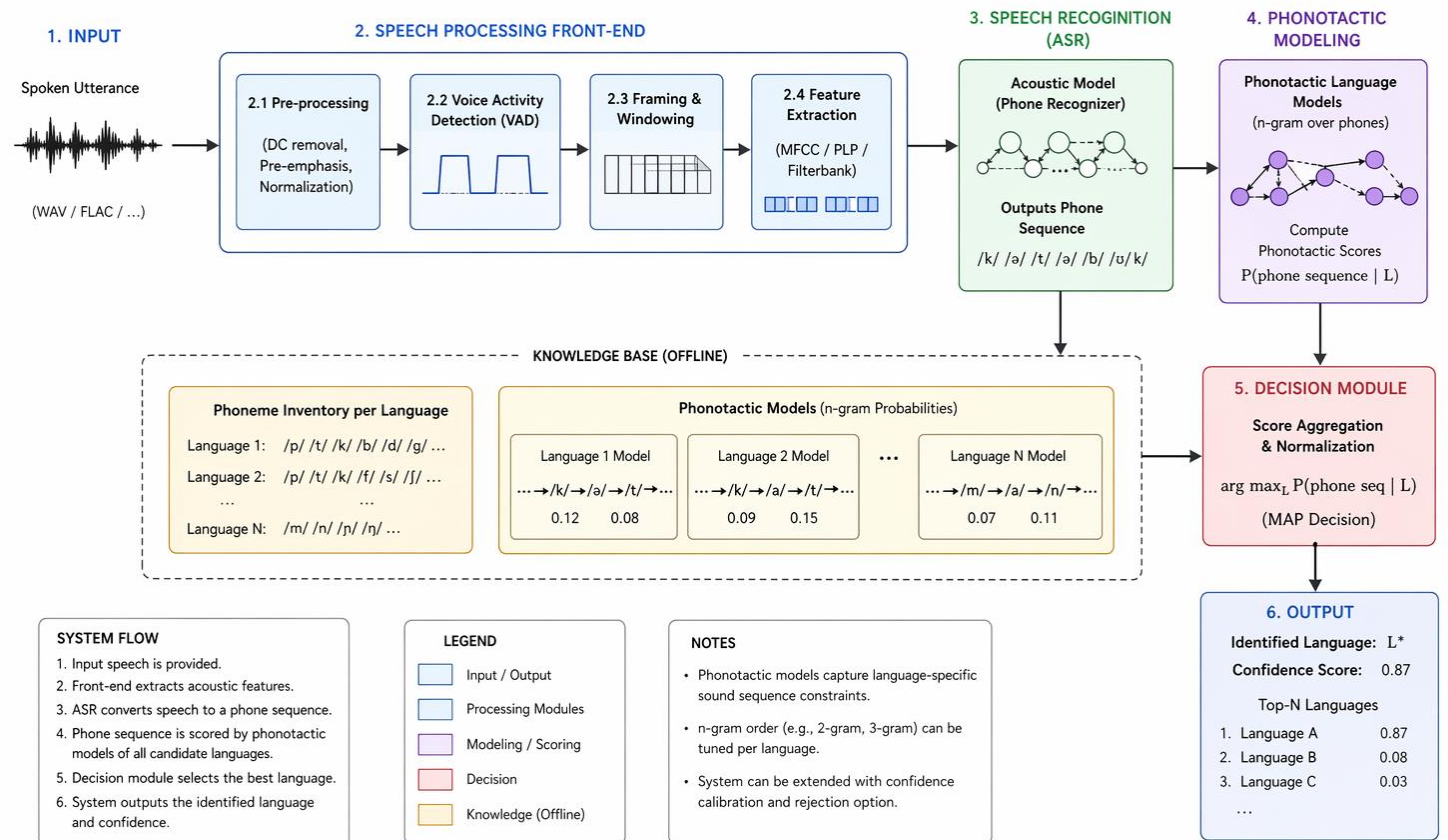 1. INPUT
Spoken Utterance
(WAV / FLAC / ...)
2. SPEECH PROCESSING FRONT-END
2.1 Pre-processing
(DC removal,
Pre-emphasis,
Normalization)
2.2 Voice Activity
Detection (VAD)
2.3 Framing &
Windowing
2.4 Feature
Extraction
(MFCC / PLP /
Filterbank)
3. SPEECH RECOGINITION
(ASR)
Acoustic Model
(Phone Recognizer)
...
...
Outputs Phone
Sequence
/k/ /ə/ /t/ /ə/ /b/ /ʊ/ k/
4. PHONOTACTIC
MODELING
Phonotactic Language
Models
(n-gram over phones)
Compute
Phonotactic Scores
P(phone sequence | L)
KNOWLEDGE BASE (OFFLINE)
Phoneme Inventory per Language
Language 1: /p/ /t/ /k/ /b/ /d/ /g/ ...
Language 2: /p/ /t/ /k/ /f/ /s/ /ʃ/ ...
... ...
Language N: /m/ /n/ /ɲ/ /ŋ/ ...
Phonotactic Models (n-gram Probabilities)
Language 1 Model
...→/k/→/ə/→/t/→...
0.12 0.08
Language 2 Model
...→/k/→/a/→/t/→...
0.09 0.15
...
Language N Model
...→/m/→/a/→/n/→...
0.07 0.11
5. DECISION MODULE
Score Aggregation
& Normalization
arg max_L P(phone seq | L)
(MAP Decision)
6. OUTPUT
Identified Language: L*
Confidence Score: 0.87
Top-N Languages
1. Language A 0.87
2. Language B 0.08
3. Language C 0.03
...
SYSTEM FLOW
1. Input speech is provided.
2. Front-end extracts acoustic features.
3. ASR converts speech to a phone sequence.
4. Phone sequence is scored by phonotactic
models of all candidate languages.
5. Decision module selects the best language.
6. System outputs the identified language
and confidence.
LEGEND
Input / Output
Processing Modules
Modeling / Scoring
Decision
Knowledge (Offline)
NOTES
• Phonotactic models capture language-specific
sound sequence constraints.
• n-gram order (e.g., 2-gram, 3-gram) can be
tuned per language.
• System can be extended with confidence
calibration and rejection option.